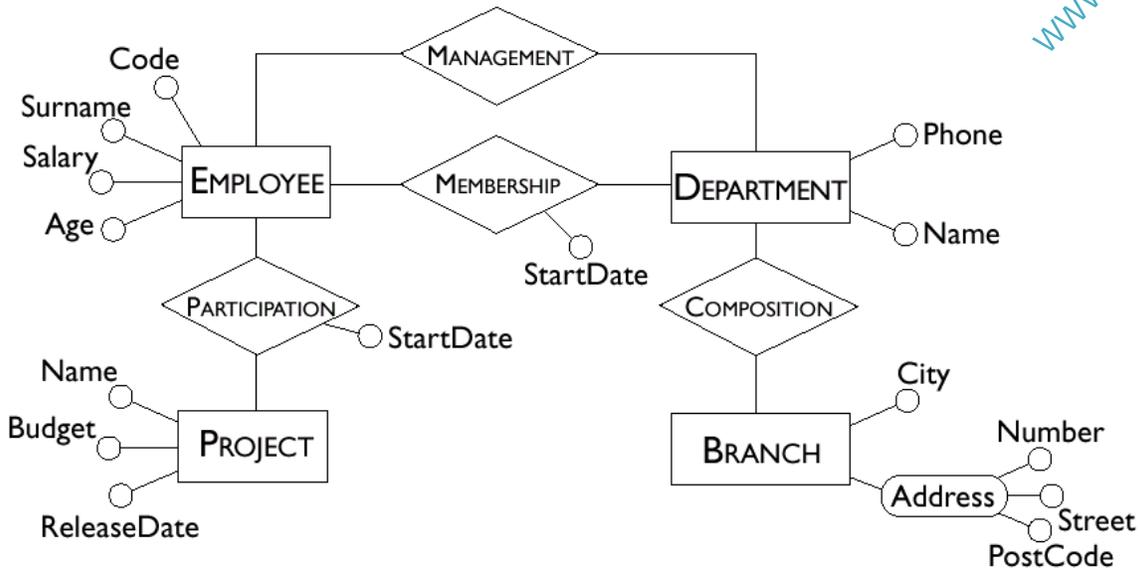 www
MANAGEMENT
Code
Surname
Salary
Age
EMPLOYEE
MEMBERSHIP
StartDate
DEPARTMENT
Phone
Name
PARTICIPATION
StartDate
COMPOSITION
Name
Budget
ReleaseDate
PROJECT
BRANCH
City
Address
Number
Street
PostCode